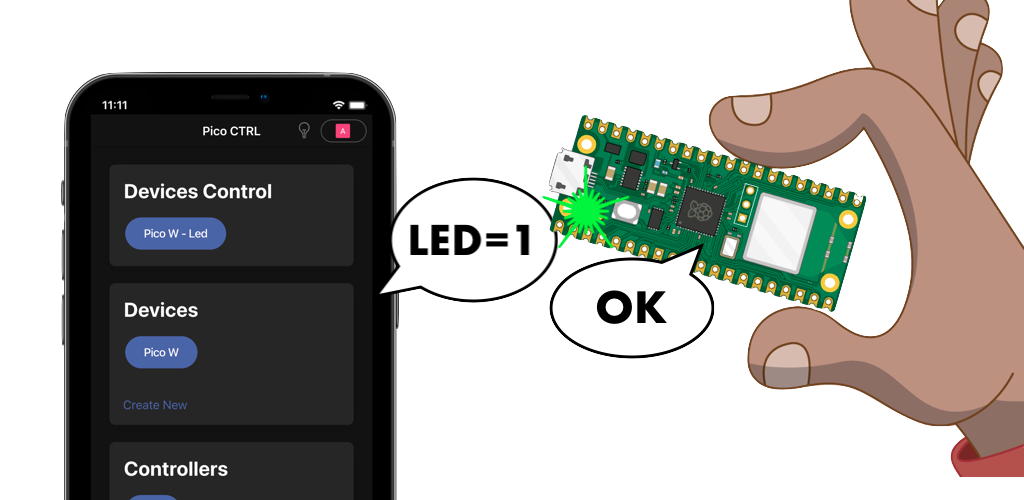 11:11
Pico CTRL
A
Devices Control
Pico W - Led
Devices
Pico W
Create New
Controllers
LED=1
OK